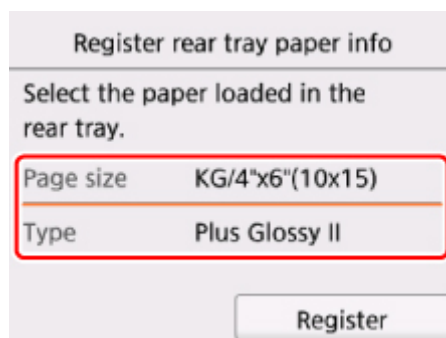 Register rear tray paper info
Select the paper loaded in the
rear tray.
Page size KG/4"x6"(10x15)
Type Plus Glossy II
Register